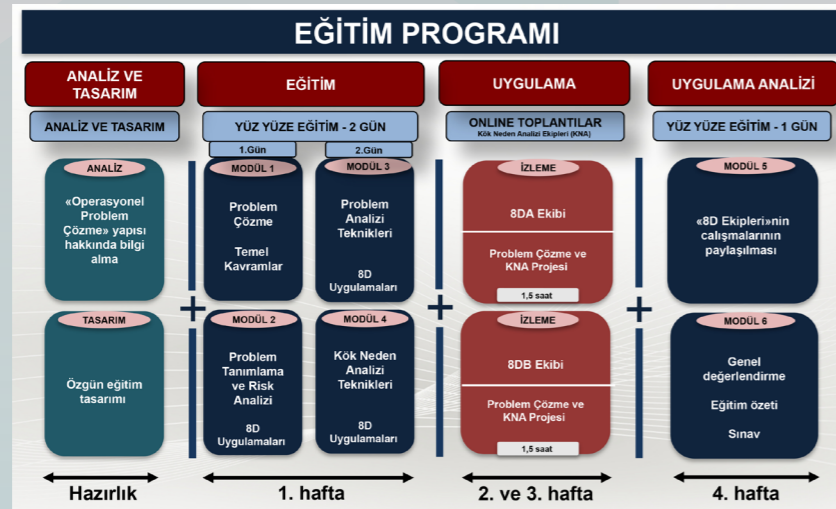 EĞİTİM PROGRAMI
ANALİZ VE
TASARIM
EĞİTİM
UYGULAMA
UYGULAMA ANALİZİ
ANALİZ VE TASARIM
YÜZ YÜZE EĞİTİM - 2 GÜN
ONLINE TOPLANTILAR
Kök Neden Analizi Ekipleri (KNA)
YÜZ YÜZE EĞİTİM - 1 GÜN
1.Gün
2.Gün
ANALİZ
«Operasyonel
Problem
Çözme» yapısı
hakkında bilgi
alma
TASARIM
Özgün eğitim
tasarımı
MODÜL 1
Problem
Çözme
Temel
Kavramlar
MODÜL 3
Problem
Analizi
Teknikleri
8D
Uygulamaları
MODÜL 2
Problem
Tanımlama
ve Risk
Analizi
8D
Uygulamaları
MODÜL 4
Kök Neden
Analizi
Teknikleri
8D
Uygulamaları
İZLEME
8DA Ekibi
Problem Çözme ve
KNA Projesi
1,5 saat
İZLEME
8DB Ekibi
Problem Çözme ve
KNA Projesi
1,5 saat
MODÜL 5
«8D Ekipleri»nin
calışmalarının
paylaşılması
MODÜL 6
Genel
değerlendirme
Eğitim özeti
Sınav
+
+
+
Hazırlık
1. hafta
2. ve 3. hafta
4. hafta